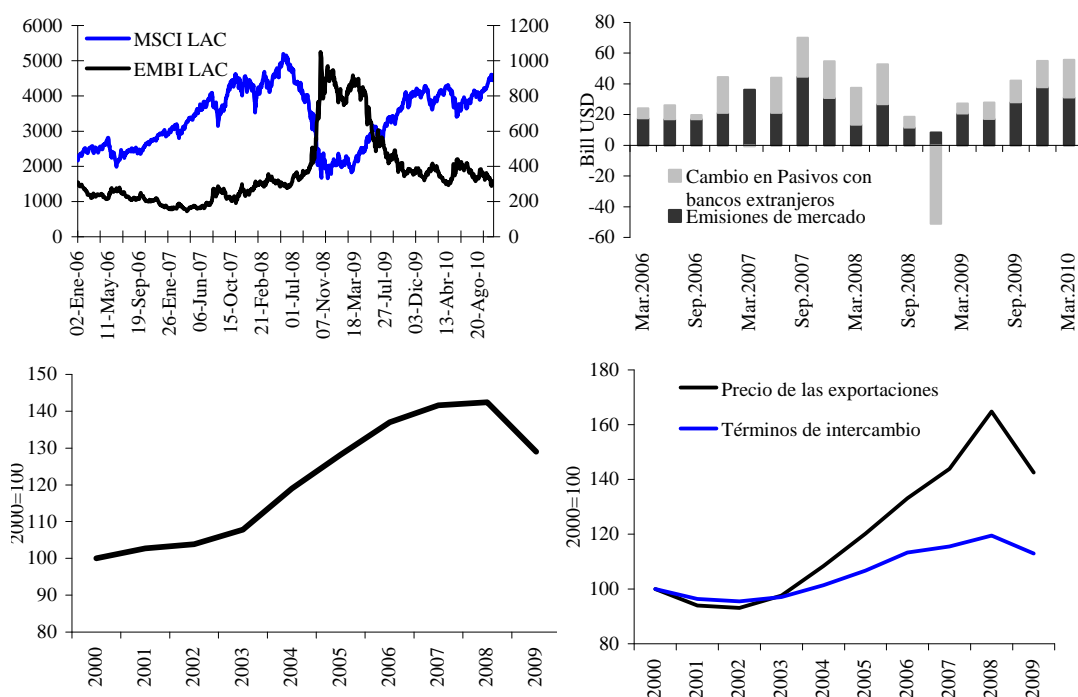 6000
5000
4000
3000
2000
1000
0
MSCI LAC
EMBI LAC
1200
1000
800
600
400
200
0
02-Ene-06
11-May-06
19-Sep-06
26-Ene-07
06-Jun-07
15-Oct-07
21-Feb-08
01-Jul-08
07-Nov-08
18-Mar-09
27-Jul-09
03-Dic-09
13-Abr-10
20-Ago-10
80
60
40
20
0
-20
-40
-60
Bill USD
Cambio en Pasivos con
bancos extranjeros
Emisiones de mercado
Mar.2006
Sep.2006
Mar.2007
Sep.2007
Mar.2008
Sep.2008
Mar.2009
Sep.2009
Mar.2010
150
140
130
120
110
100
90
80
2000=100
2000
2001
2002
2003
2004
2005
2006
2007
2008
2009
180
160
140
120
100
80
2000=100
Precio de las exportaciones
Términos de intercambio
2000
2001
2002
2003
2004
2005
2006
2007
2008
2009